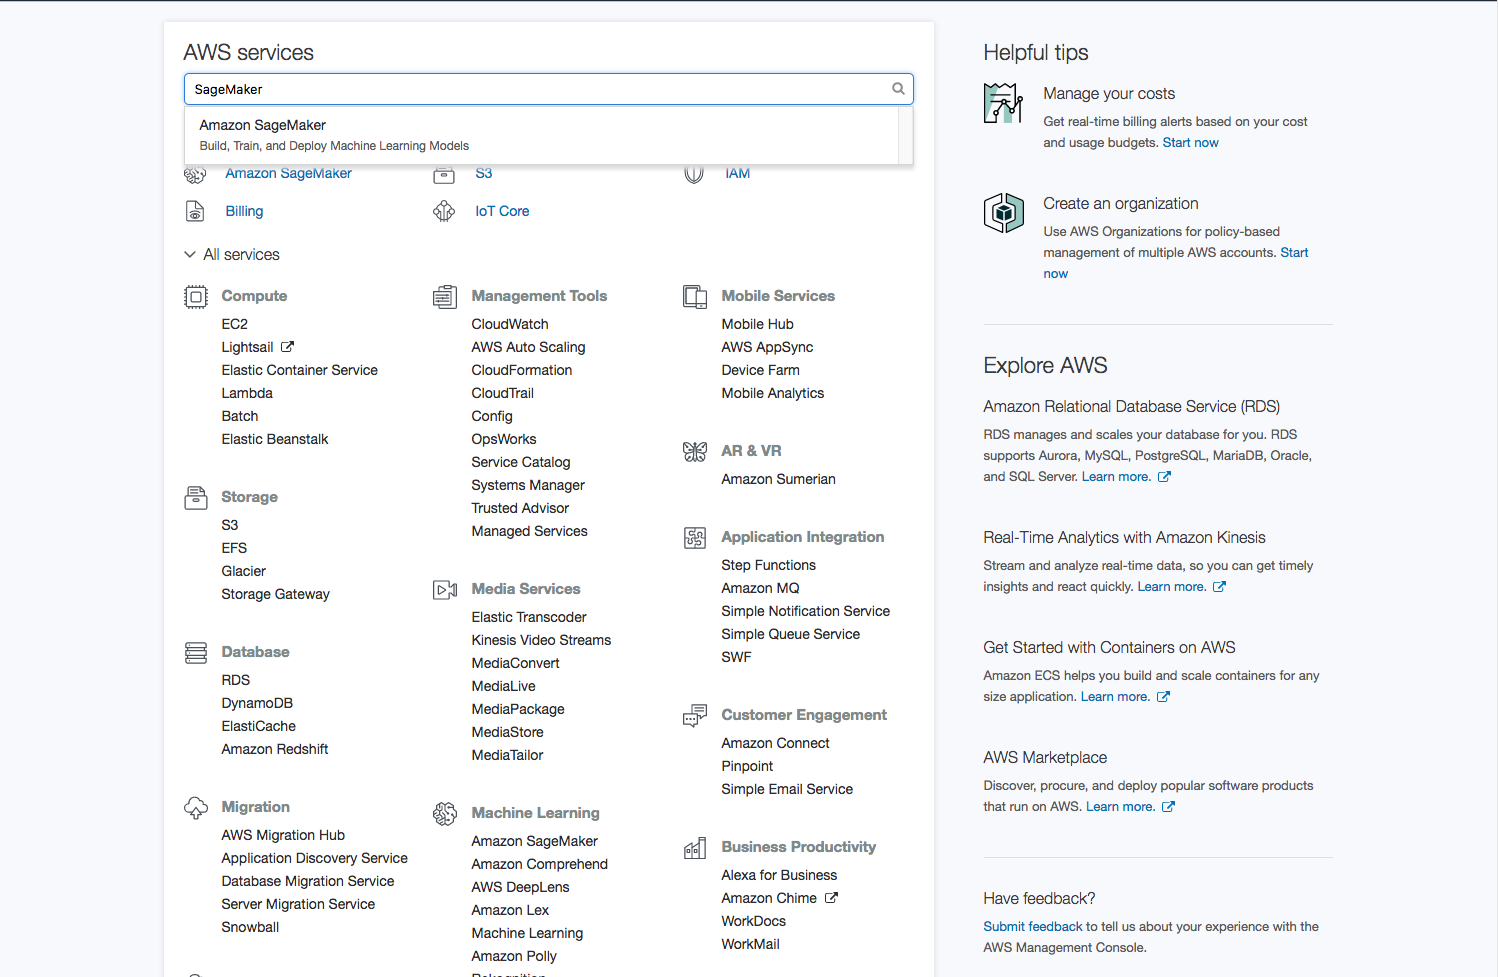 AWS services
SageMaker
Amazon SageMaker
Build, Train, and Deploy Machine Learning Models
Amazon SageMaker
S3
IAM
Billing
IoT Core
All services
Compute
EC2
Lightsail
Elastic Container Service
Lambda
Batch
Elastic Beanstalk
Storage
S3
EFS
Glacier
Storage Gateway
Database
RDS
DynamoDB
ElastiCache
Amazon Redshift
Migration
AWS Migration Hub
Application Discovery Service
Database Migration Service
Server Migration Service
Snowball
Management Tools
CloudWatch
AWS Auto Scaling
CloudFormation
CloudTrail
Config
OpsWorks
Service Catalog
Systems Manager
Trusted Advisor
Managed Services
Media Services
Elastic Transcoder
Kinesis Video Streams
MediaConvert
MediaLive
MediaPackage
MediaStore
MediaTailor
Machine Learning
Amazon SageMaker
Amazon Comprehend
AWS DeepLens
Amazon Lex
Machine Learning
Amazon Polly
Rekognition
Mobile Services
Mobile Hub
AWS AppSync
Device Farm
Mobile Analytics
AR & VR
Amazon Sumerian
Application Integration
Step Functions
Amazon MQ
Simple Notification Service
Simple Queue Service
SWF
Customer Engagement
Amazon Connect
Pinpoint
Simple Email Service
Business Productivity
Alexa for Business
Amazon Chime
WorkDocs
WorkMail
Helpful tips
Manage your costs
Get real-time billing alerts based on your cost
and usage budgets. Start now
Create an organization
Use AWS Organizations for policy-based
management of multiple AWS accounts. Start
now
Explore AWS
Amazon Relational Database Service (RDS)
RDS manages and scales your database for you. RDS
supports Aurora, MySQL, PostgreSQL, MariaDB, Oracle,
and SQL Server. Learn more.
Real-Time Analytics with Amazon Kinesis
Stream and analyze real-time data, so you can get timely
insights and react quickly. Learn more.
Get Started with Containers on AWS
Amazon ECS helps you build and scale containers for any
size application. Learn more.
AWS Marketplace
Discover, procure, and deploy popular software products
that run on AWS. Learn more.
Have feedback?
Submit feedback to tell us about your experience with the
AWS Management Console.